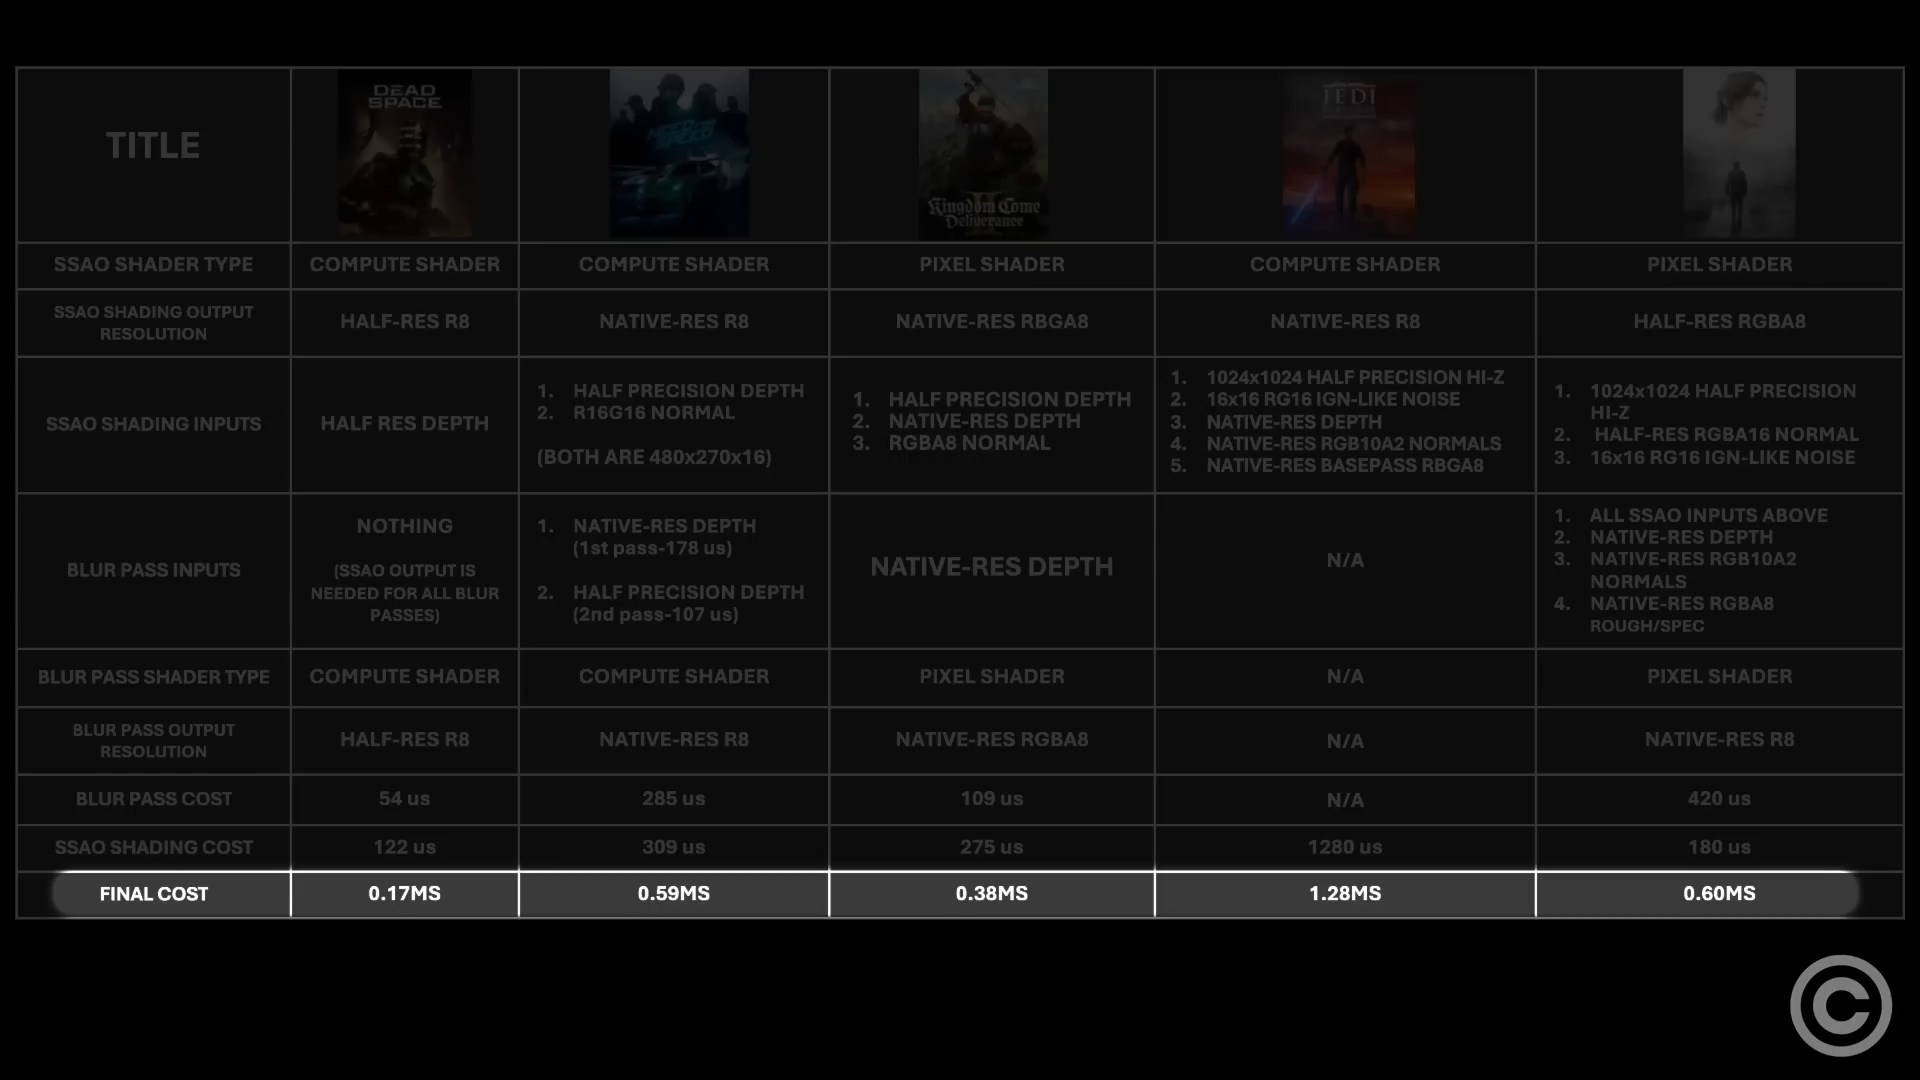 TITLE
DEAD
SPACE
Kingdom Come
Deliverance
II
JEDI
SSAO SHADER TYPE
COMPUTE SHADER
COMPUTE SHADER
PIXEL SHADER
COMPUTE SHADER
PIXEL SHADER
SSAO SHADING OUTPUT
RESOLUTION
HALF-RES R8
NATIVE-RES R8
NATIVE-RES RBGA8
NATIVE-RES R8
HALF-RES RGBA8
SSAO SHADING INPUTS
HALF RES DEPTH
1. HALF PRECISION DEPTH
2. R16G16 NORMAL
(BOTH ARE 480x270x16)
1. HALF PRECISION DEPTH
2. NATIVE-RES DEPTH
3. RGBA8 NORMAL
1. 1024x1024 HALF PRECISION HI-Z
2. 16x16 RG16 IGN-LIKE NOISE
3. NATIVE-RES DEPTH
4. NATIVE-RES RGB10A2 NORMALS
5. NATIVE-RES BASEPASS RBGA8
1. 1024x1024 HALF PRECISION
HI-Z
2. HALF-RES RGBA16 NORMAL
3. 16x16 RG16 IGN-LIKE NOISE
BLUR PASS INPUTS
NOTHING
(SSAO OUTPUT IS
NEEDED FOR ALL BLUR
PASSES)
1. NATIVE-RES DEPTH
(1st pass-178 us)
2. HALF PRECISION DEPTH
(2nd pass-107 us)
NATIVE-RES DEPTH
N/A
1. ALL SSAO INPUTS ABOVE
2. NATIVE-RES DEPTH
3. NATIVE-RES RGB10A2
NORMALS
4. NATIVE-RES RGBA8
ROUGH/SPEC
BLUR PASS SHADER TYPE
COMPUTE SHADER
COMPUTE SHADER
PIXEL SHADER
N/A
PIXEL SHADER
BLUR PASS OUTPUT
RESOLUTION
HALF-RES R8
NATIVE-RES R8
NATIVE-RES RGBA8
N/A
NATIVE-RES R8
BLUR PASS COST
54 us
285 us
109 us
N/A
420 us
SSAO SHADING COST
122 us
309 us
275 us
1280 us
180 us
FINAL COST
0.17MS
0.59MS
0.38MS
1.28MS
0.60MS
©